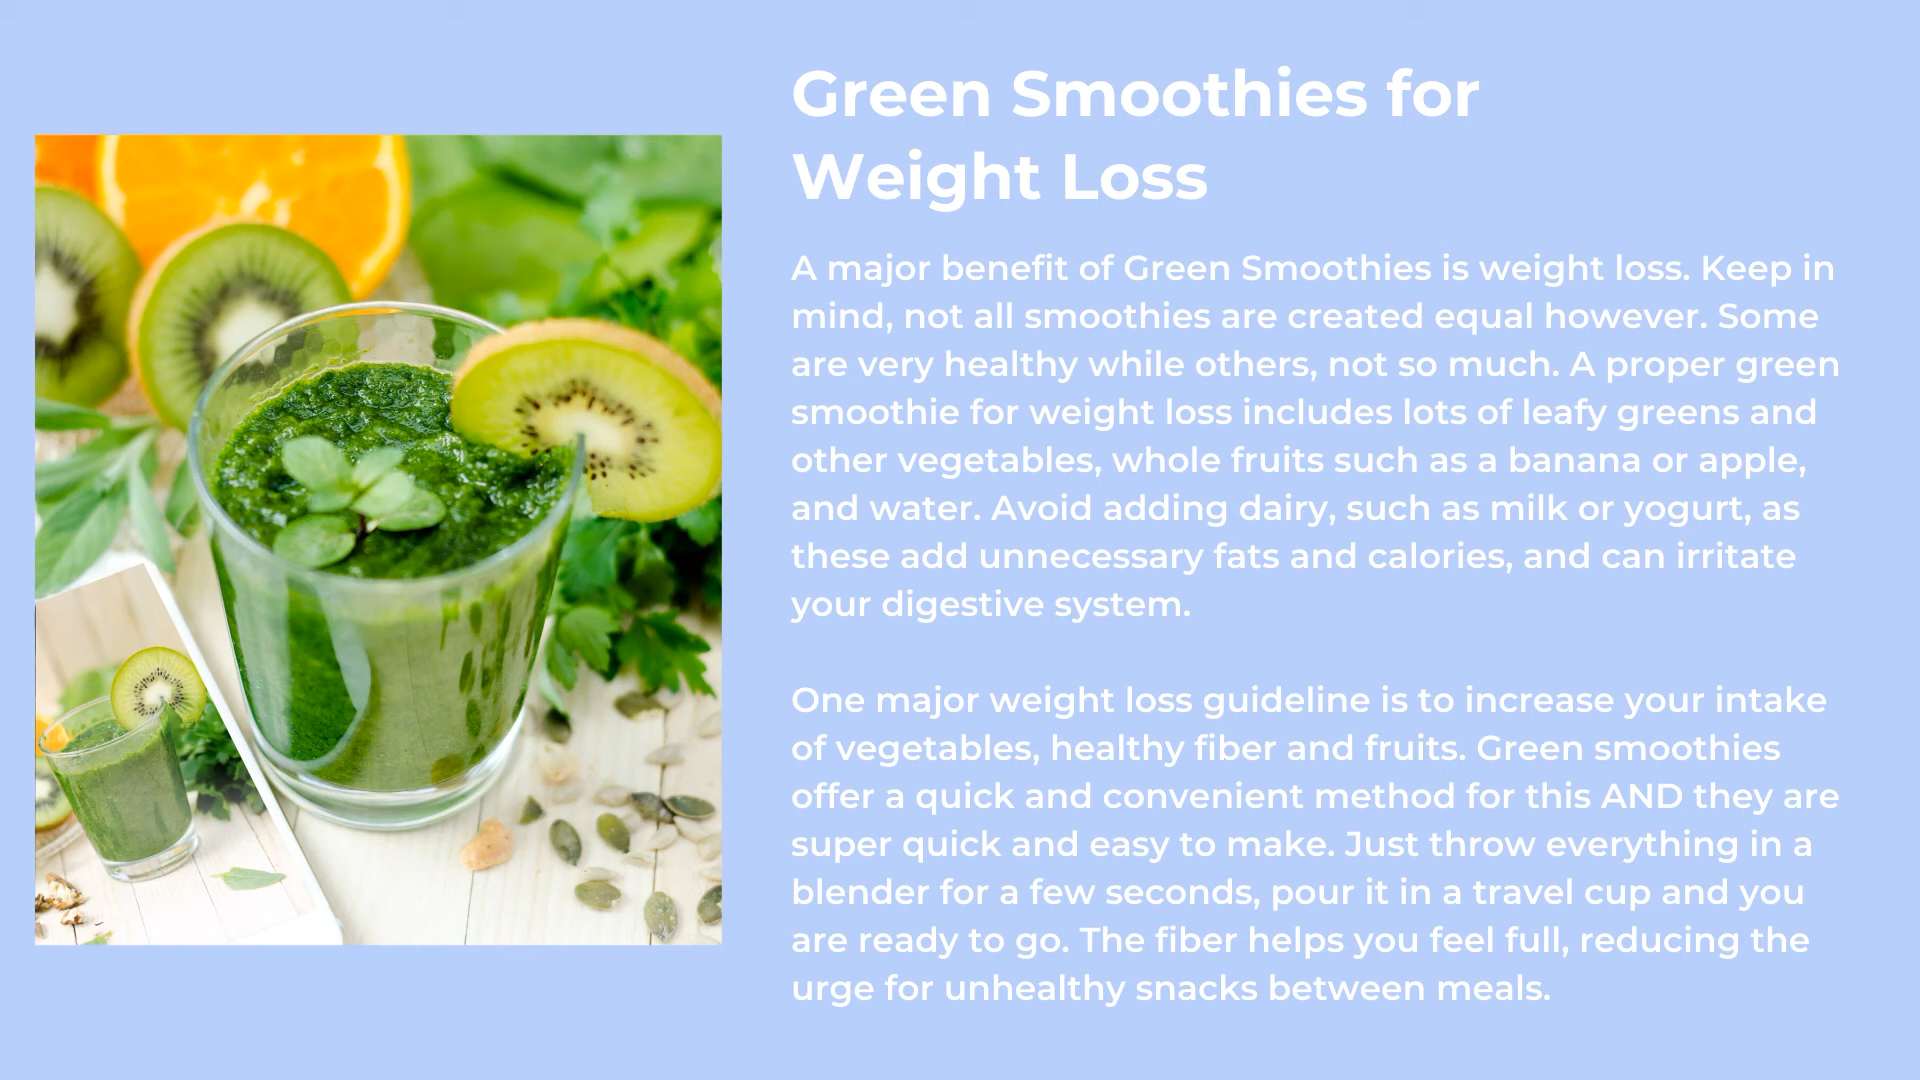 Green Smoothies for
Weight Loss
A major benefit of Green Smoothies is weight loss. Keep in
mind, not all smoothies are created equal however. Some
are very healthy while others, not so much. A proper green
smoothie for weight loss includes lots of leafy greens and
other vegetables, whole fruits such as a banana or apple,
and water. Avoid adding dairy, such as milk or yogurt, as
these add unnecessary fats and calories, and can irritate
your digestive system.
One major weight loss guideline is to increase your intake
of vegetables, healthy fiber and fruits. Green smoothies
offer a quick and convenient method for this AND they are
super quick and easy to make. Just throw everything in a
blender for a few seconds, pour it in a travel cup and you
are ready to go. The fiber helps you feel full, reducing the
urge for unhealthy snacks between meals.